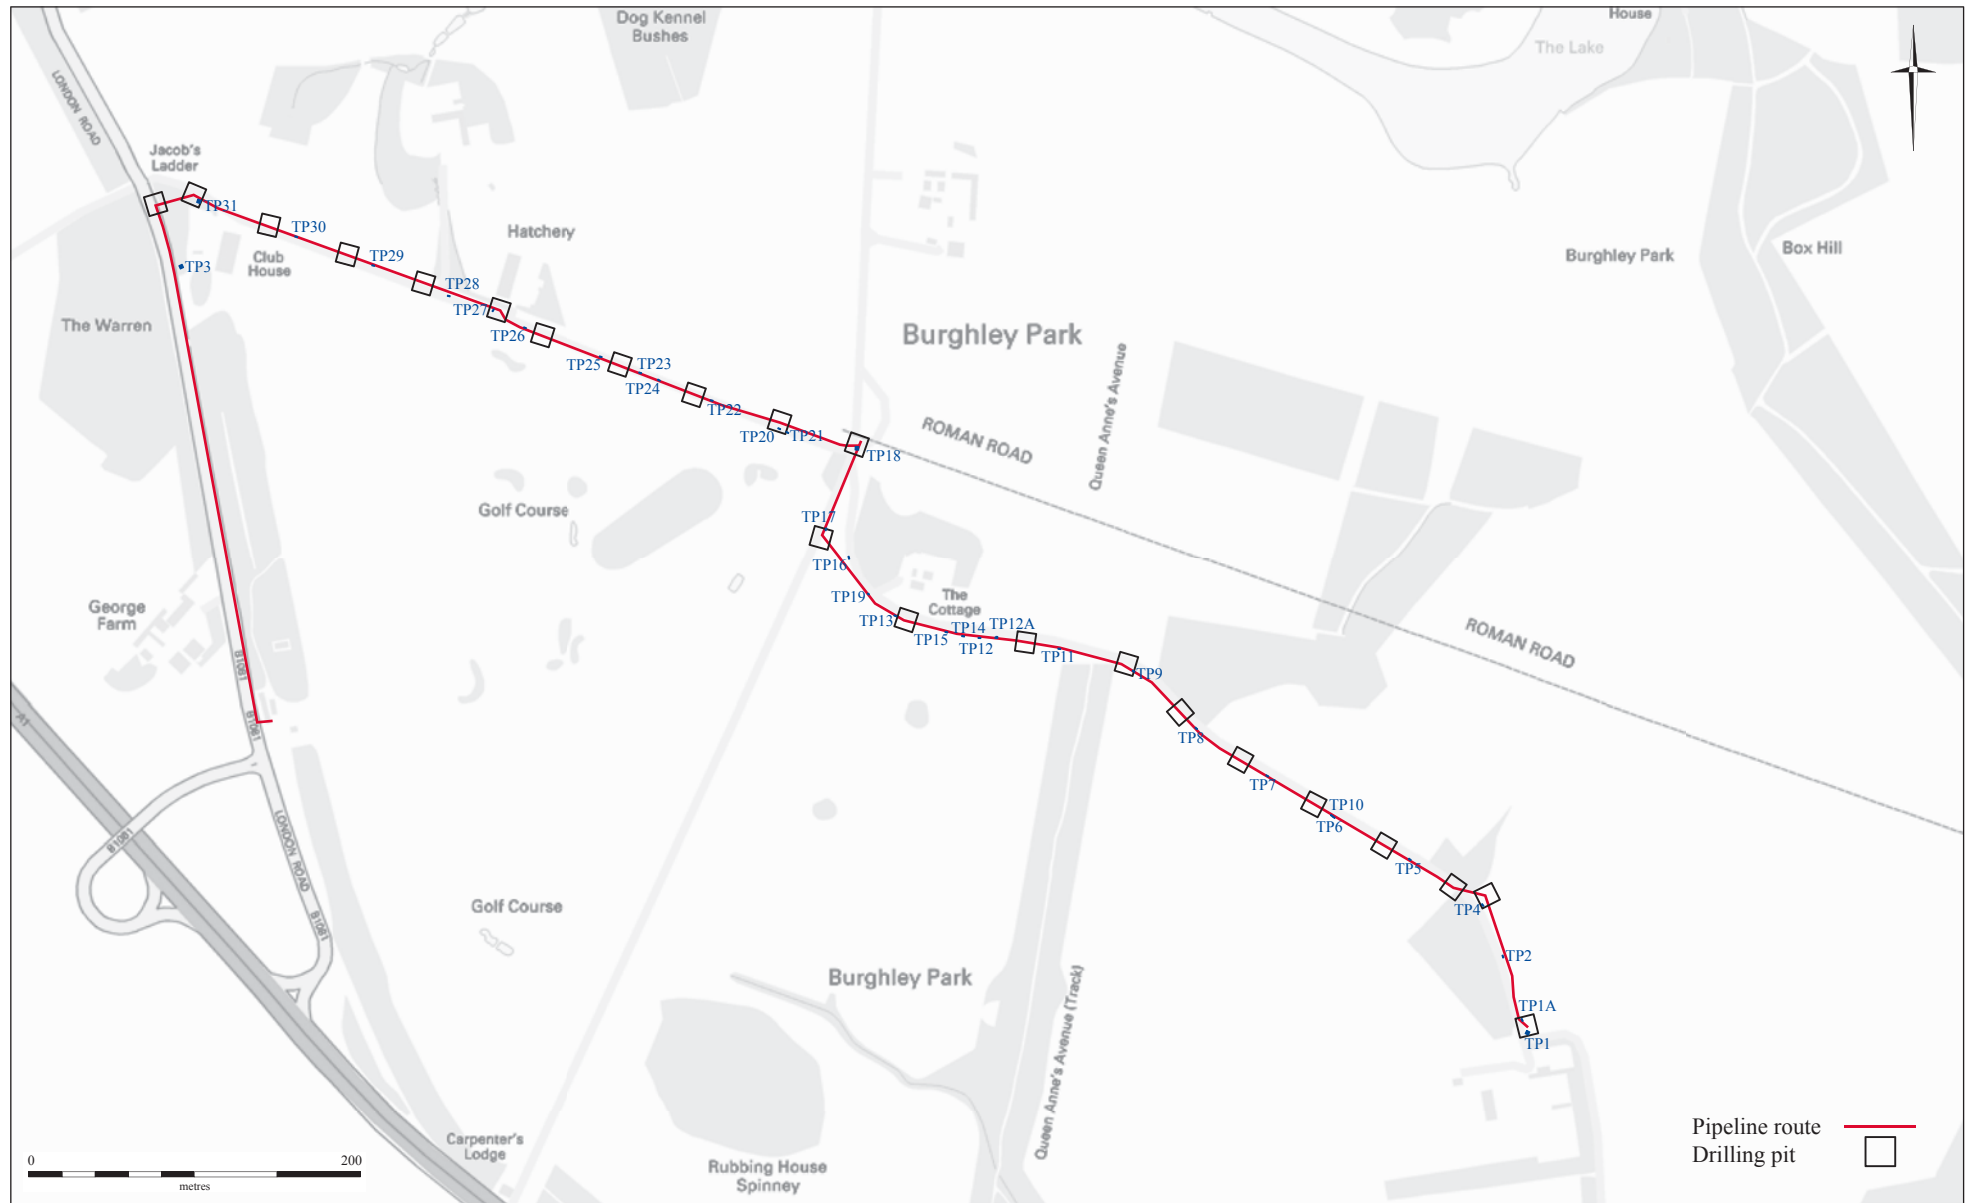 Dog Kennel
Bushes
House
The Lake
LONDON ROAD
Jacob's
Ladder
TP31
TP30
Hatchery
Club
House
TP29
TP3
TP28
TP27
The Warren
TP26
Burghley Park
Box Hill
Burghley Park
Queen Anne's Avenue
TP25
TP23
TP24
TP22
TP20
TP21
TP18
ROMAN ROAD
Golf Course
TP17
TP16
TP19
The
Cottage
George
Farm
TP13
TP15
TP14
TP12
TP12A
TP11
TP9
ROMAN ROAD
B1081
B1081
A1
TP8
TP7
TP10
TP6
B1081
LONDON ROAD
TP5
TP4
Golf Course
B1081
TP2
Burghley Park
Queen Anne's Avenue (Track)
TP1A
TP1
Carpenter's
Lodge
Rubbing House
Spinney
Pipeline route
Drilling pit
0 200
metres